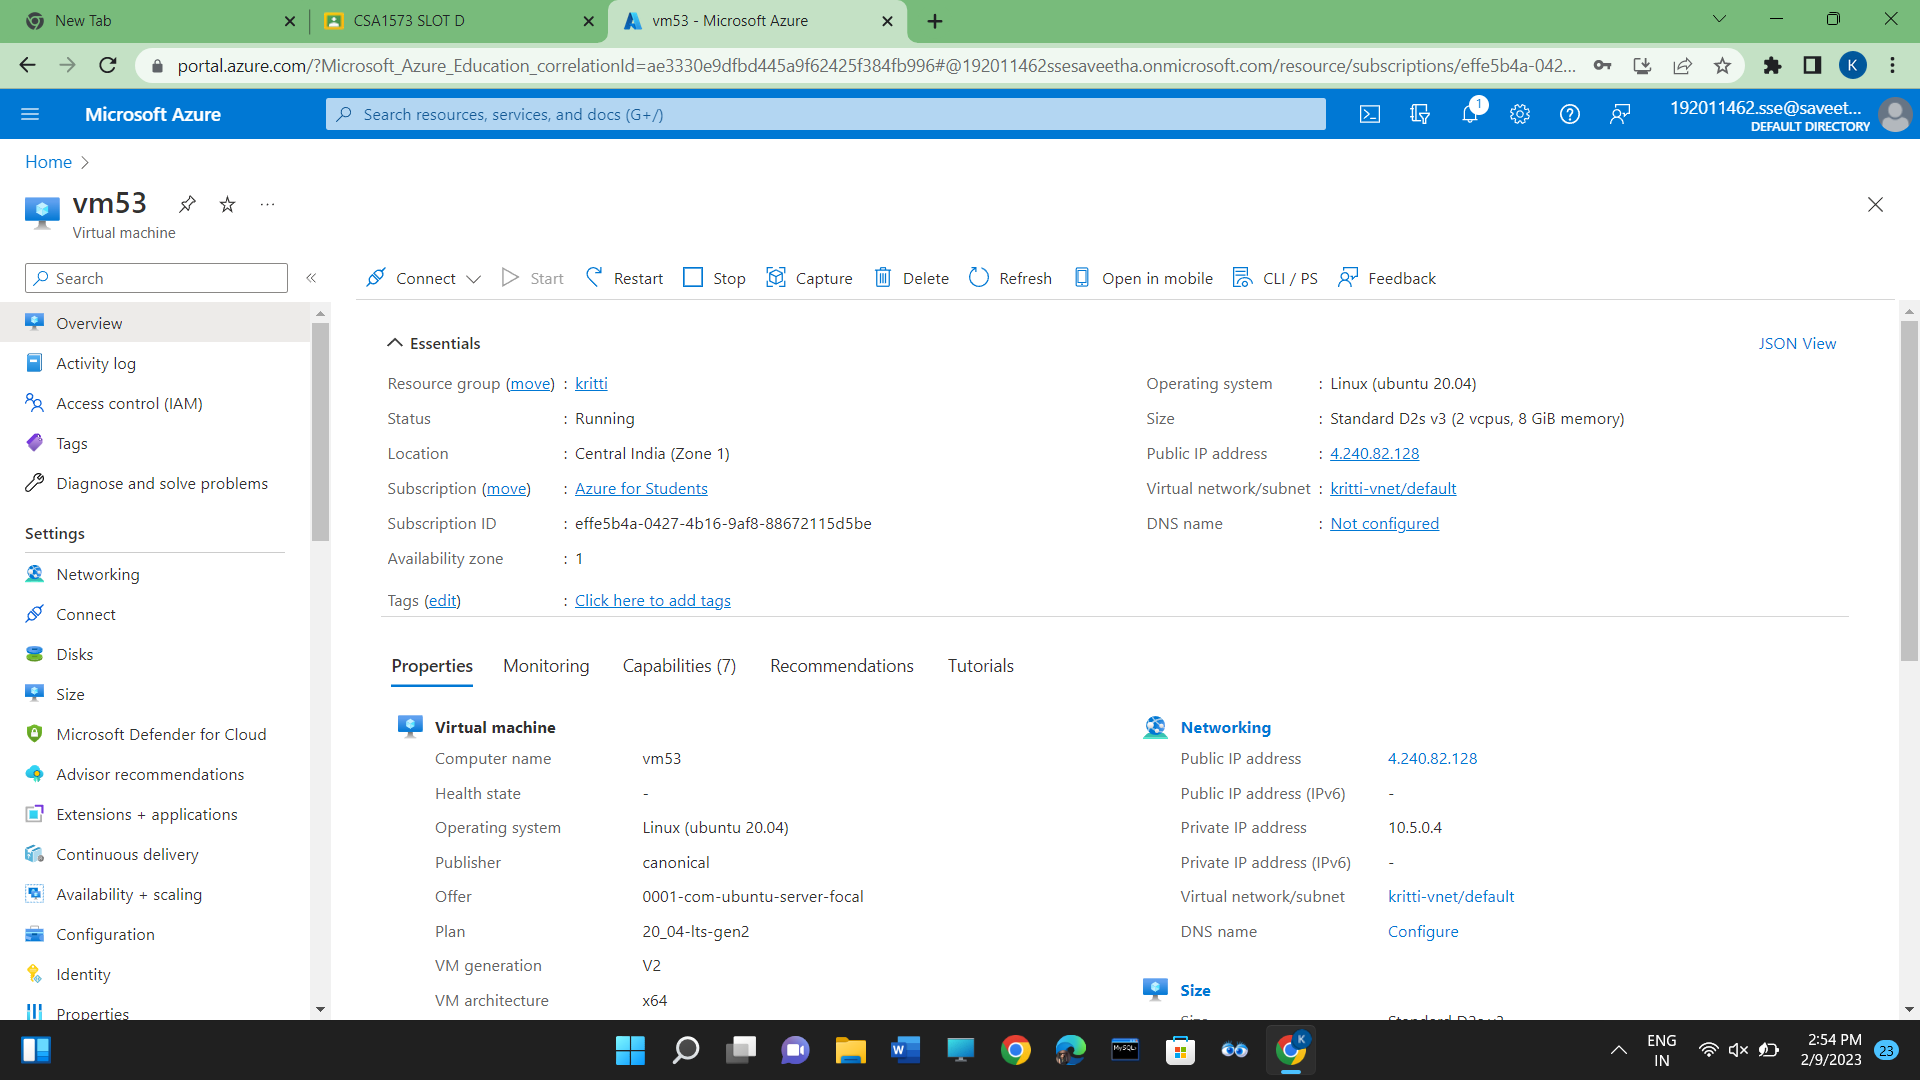 New Tab
CSA1573 SLOT D
vm53 - Microsoft Azure
portal.azure.com/?Microsoft_Azure_Education_correlationId=ae3330e9dfbd445a9f62425f384fb996#@192011462ssesaveetha.onmicrosoft.com/resource/subscriptions/effe5b4a-042...
K
Microsoft Azure
Search resources, services, and docs (G+/)
1
192011462.sse@saveet...
DEFAULT DIRECTORY
Home
vm53
...
Virtual machine
Search
«
Connect
Start
Restart
Stop
Capture
Delete
Refresh
Open in mobile
CLI / PS
Feedback
Overview
Activity log
Access control (IAM)
Tags
Diagnose and solve problems
Settings
Networking
Connect
Disks
Size
Microsoft Defender for Cloud
Advisor recommendations
Extensions + applications
Continuous delivery
Availability + scaling
Configuration
Identity
Properties
Essentials
JSON View
Resource group (move) : kritti
Status : Running
Location : Central India (Zone 1)
Subscription (move) : Azure for Students
Subscription ID : effe5b4a-0427-4b16-9af8-88672115d5be
Availability zone : 1
Tags (edit) : Click here to add tags
Operating system : Linux (ubuntu 20.04)
Size : Standard D2s v3 (2 vcpus, 8 GiB memory)
Public IP address : 4.240.82.128
Virtual network/subnet : kritti-vnet/default
DNS name : Not configured
Properties
Monitoring
Capabilities (7)
Recommendations
Tutorials
Virtual machine
Computer name vm53
Health state -
Operating system Linux (ubuntu 20.04)
Publisher canonical
Offer 0001-com-ubuntu-server-focal
Plan 20_04-lts-gen2
VM generation V2
VM architecture x64
Networking
Public IP address 4.240.82.128
Public IP address (IPv6) -
Private IP address 10.5.0.4
Private IP address (IPv6) -
Virtual network/subnet kritti-vnet/default
DNS name Configure
Size
Size Standard D2s v3
W
MySQL
K
ENG
IN
2:54 PM
2/9/2023
23